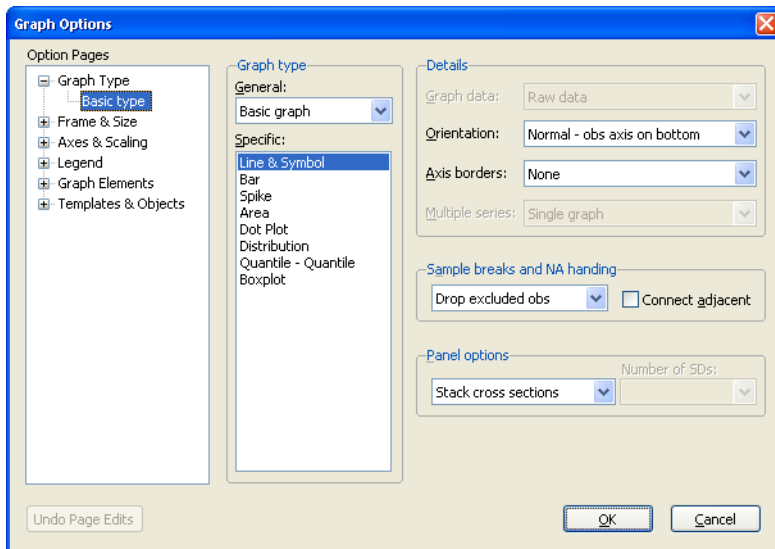 Graph Options
Option Pages
Graph Type
Basic type
Frame & Size
Axes & Scaling
Legend
Graph Elements
Templates & Objects
Graph type
General:
Basic graph
Specific:
Line & Symbol
Bar
Spike
Area
Dot Plot
Distribution
Quantile - Quantile
Boxplot
Details
Graph data: Raw data
Orientation: Normal - obs axis on bottom
Axis borders: None
Multiple series: Single graph
Sample breaks and NA handing
Drop excluded obs Connect adjacent
Panel options
Number of SDs:
Stack cross sections
Undo Page Edits OK Cancel